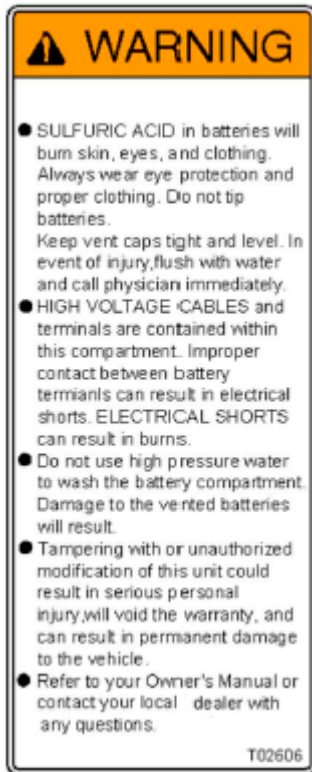 WARNING
● SULFURIC ACID in batteries will
burn skin, eyes, and clothing.
Always wear eye protection and
proper clothing. Do not tip
batteries.
Keep vent caps tight and level. In
event of injury,flush with water
and call physician immediately.
● HIGH VOLTAGE CABLES and
terminals are contained within
this compartment. Improper
contact between battery
termianls can result in electrical
shorts. ELECTRICAL SHORTS
can result in burns.
● Do not use high pressure water
to wash the battery compartment.
Damage to the vented batteries
will result.
● Tampering with or unauthorized
modification of this unit could
result in serious personal
injury,will void the warranty, and
can result in permanent damage
to the vehicle.
● Refer to your Owner's Manual or
contact your local dealer with
any questions.
T02606